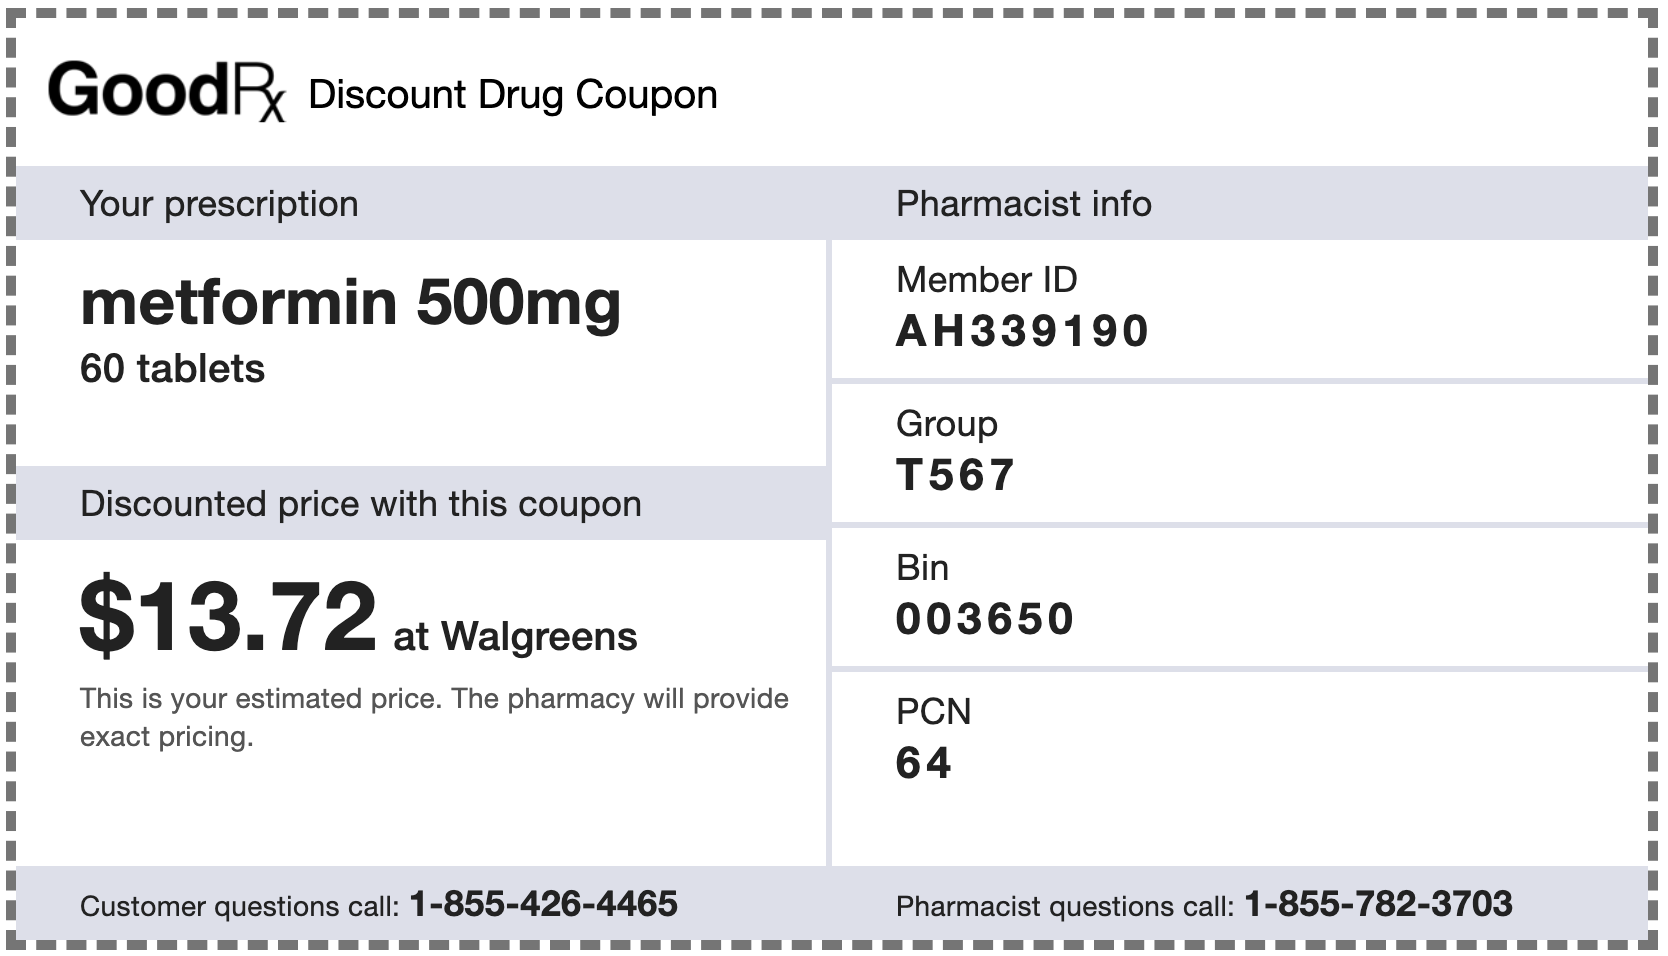 GoodRx Discount Drug Coupon
Your prescription
metformin 500mg
60 tablets
Discounted price with this coupon
$13.72 at Walgreens
This is your estimated price. The pharmacy will provide
exact pricing.
Pharmacist info
Member ID
AH339190
Group
T567
Bin
003650
PCN
64
Customer questions call: 1-855-426-4465
Pharmacist questions call: 1-855-782-3703